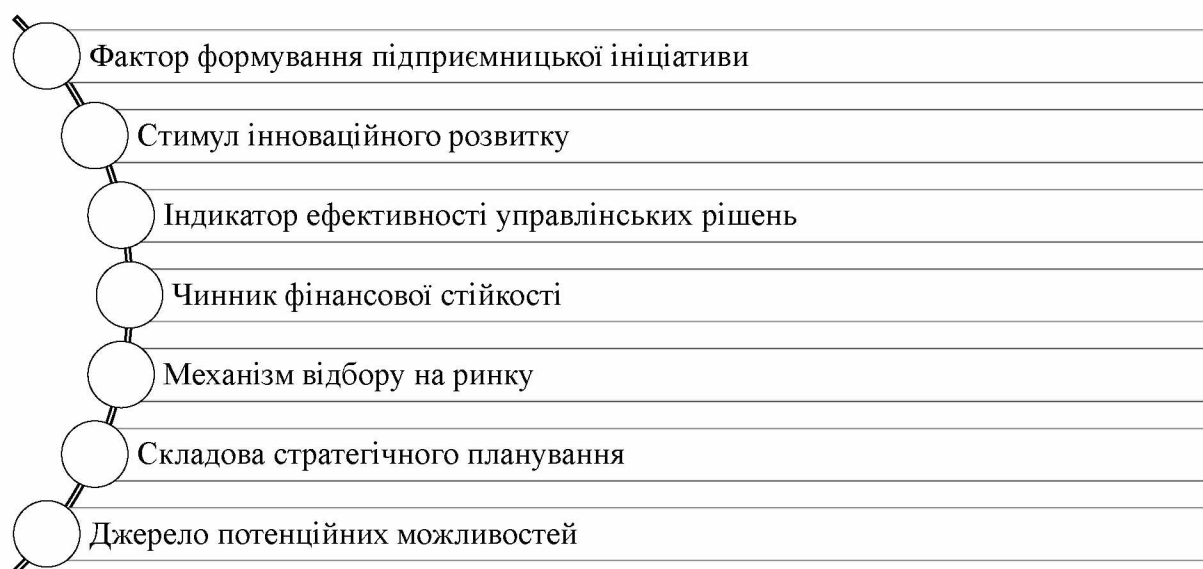 Фактор формування підприємницької ініціативи
Стимул інноваційного розвитку
Індикатор ефективності управлінських рішень
Чинник фінансової стійкості
Механізм відбору на ринку
Складова стратегічного планування
Джерело потенційних можливостей